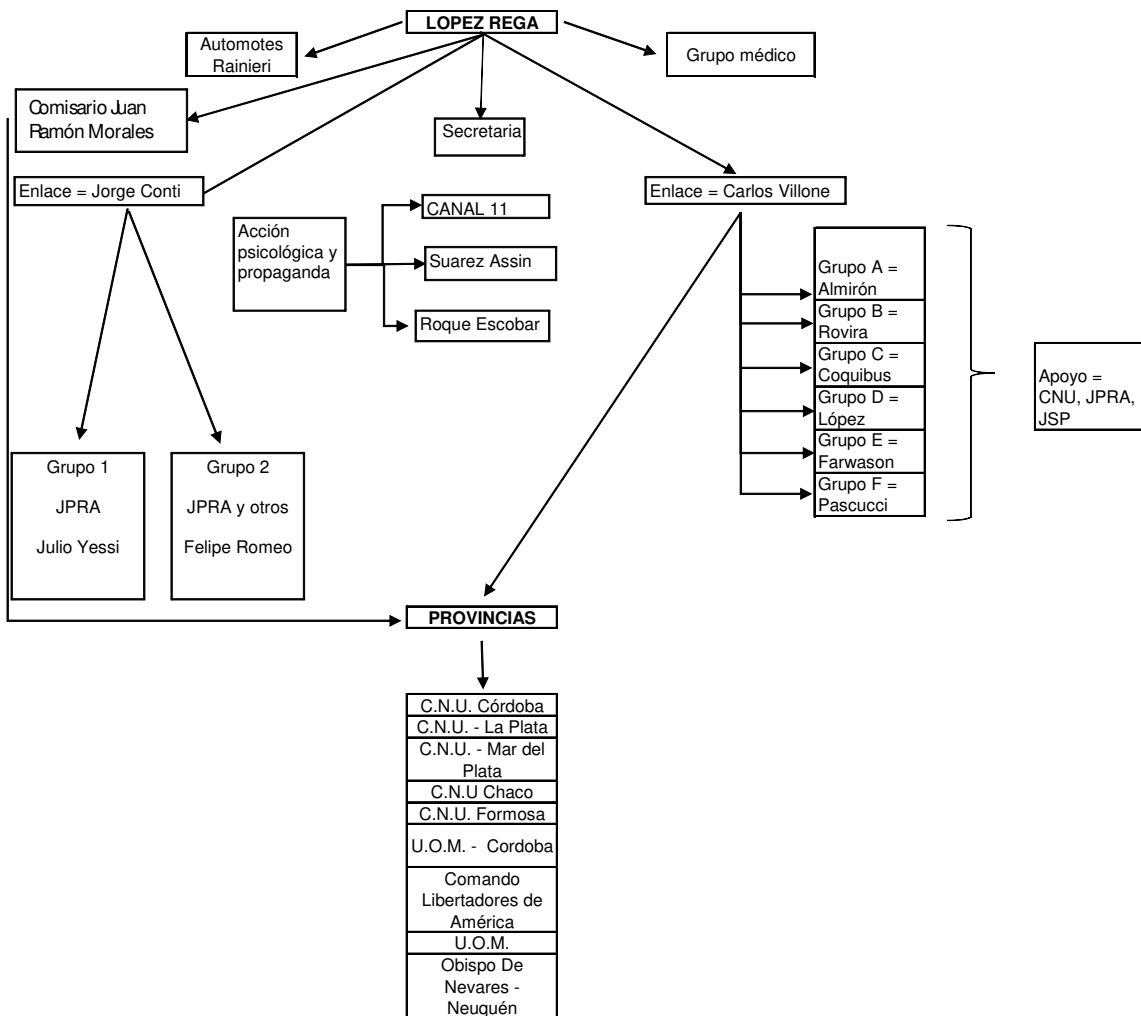 LOPEZ REGA
Automotes
Rainieri
Grupo médico
Comisario Juan
Ramón Morales
Secretaria
Enlace = Jorge Conti
Enlace = Carlos Villone
Acción
psicológica y
propaganda
CANAL 11
Suarez Assin
Roque Escobar
Grupo A =
Almirón
Grupo B =
Rovira
Grupo C =
Coquibus
Grupo D =
López
Grupo E =
Farwason
Grupo F =
Pascucci
Apoyo =
CNU, JPRA,
JSP
Grupo 1
JPRA
Julio Yessi
Grupo 2
JPRA y otros
Felipe Romeo
PROVINCIAS
C.N.U. Córdoba
C.N.U. - La Plata
C.N.U. - Mar del
Plata
C.N.U Chaco
C.N.U. Formosa
U.O.M. - Cordoba
Comando
Libertadores de
América
U.O.M.
Obispo De
Nevares -
Neuquén